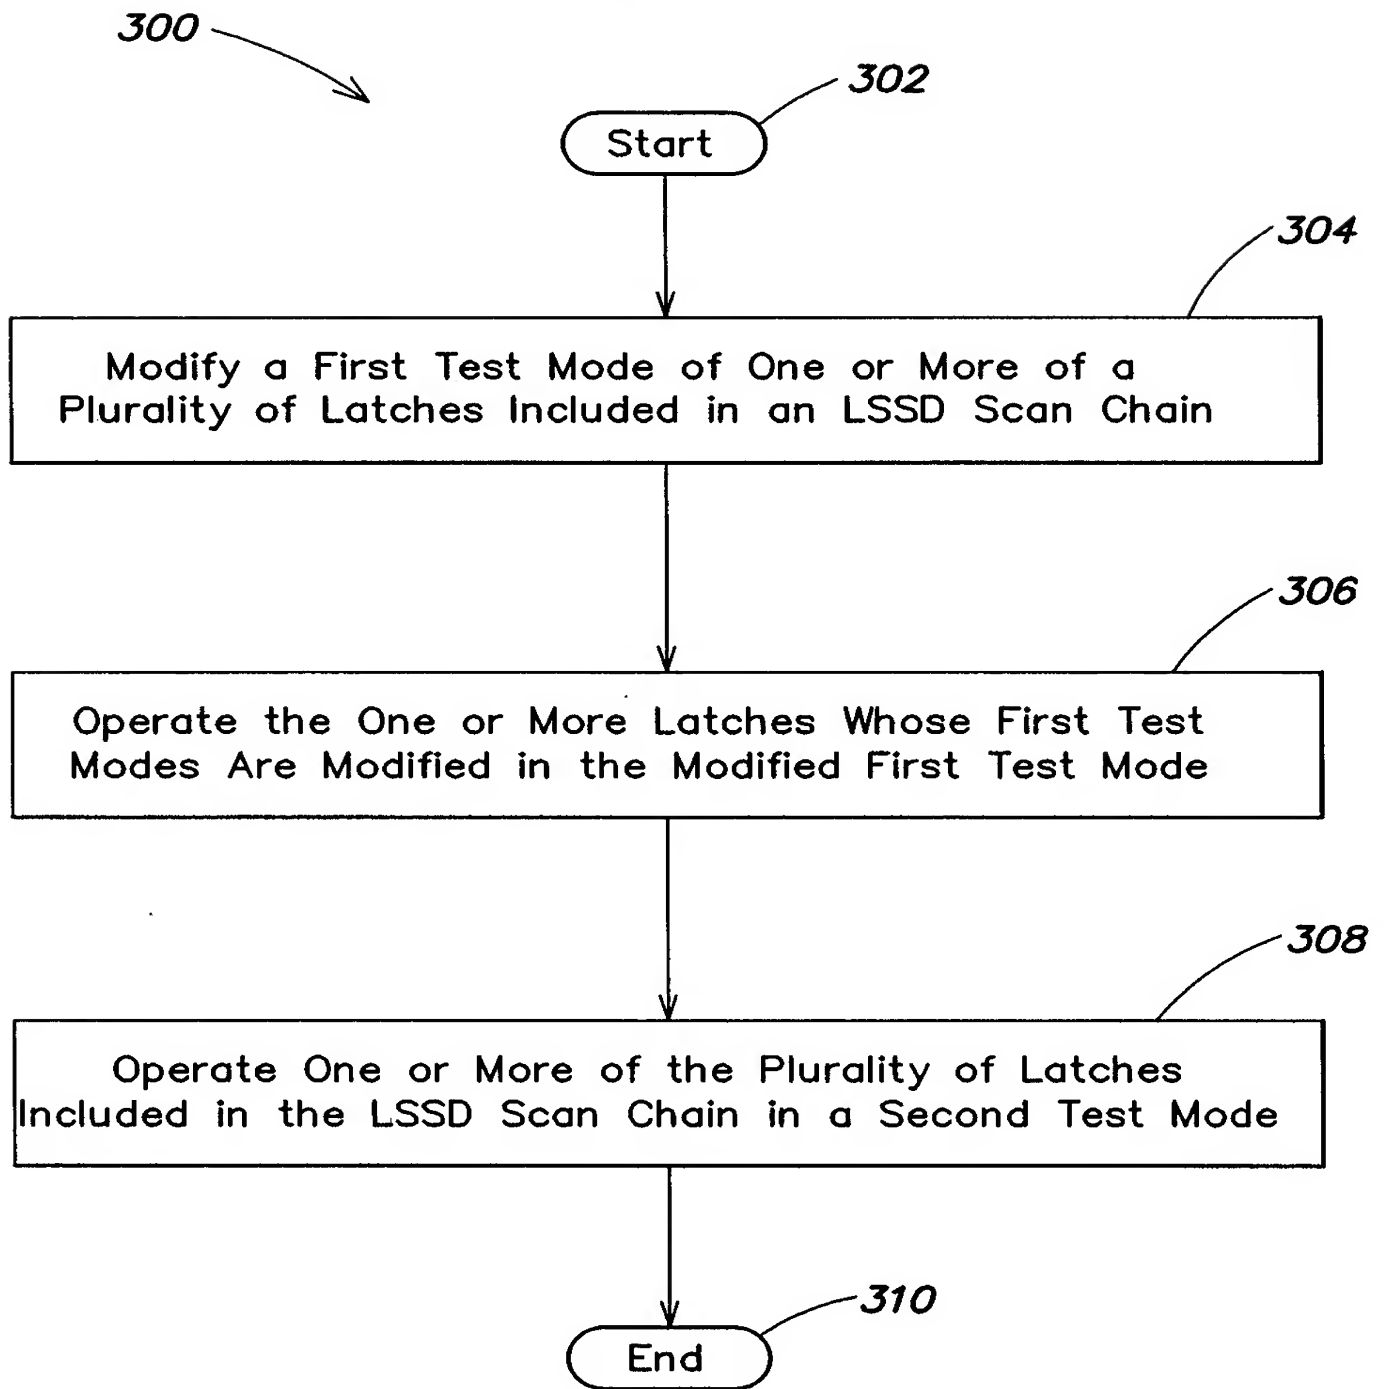 300
302
Start
304
Modify a First Test Mode of One or More of a
Plurality of Latches Included in an LSSD Scan Chain
306
Operate the One or More Latches Whose First Test
Modes Are Modified in the Modified First Test Mode
308
Operate One or More of the Plurality of Latches
Included in the LSSD Scan Chain in a Second Test Mode
310
End